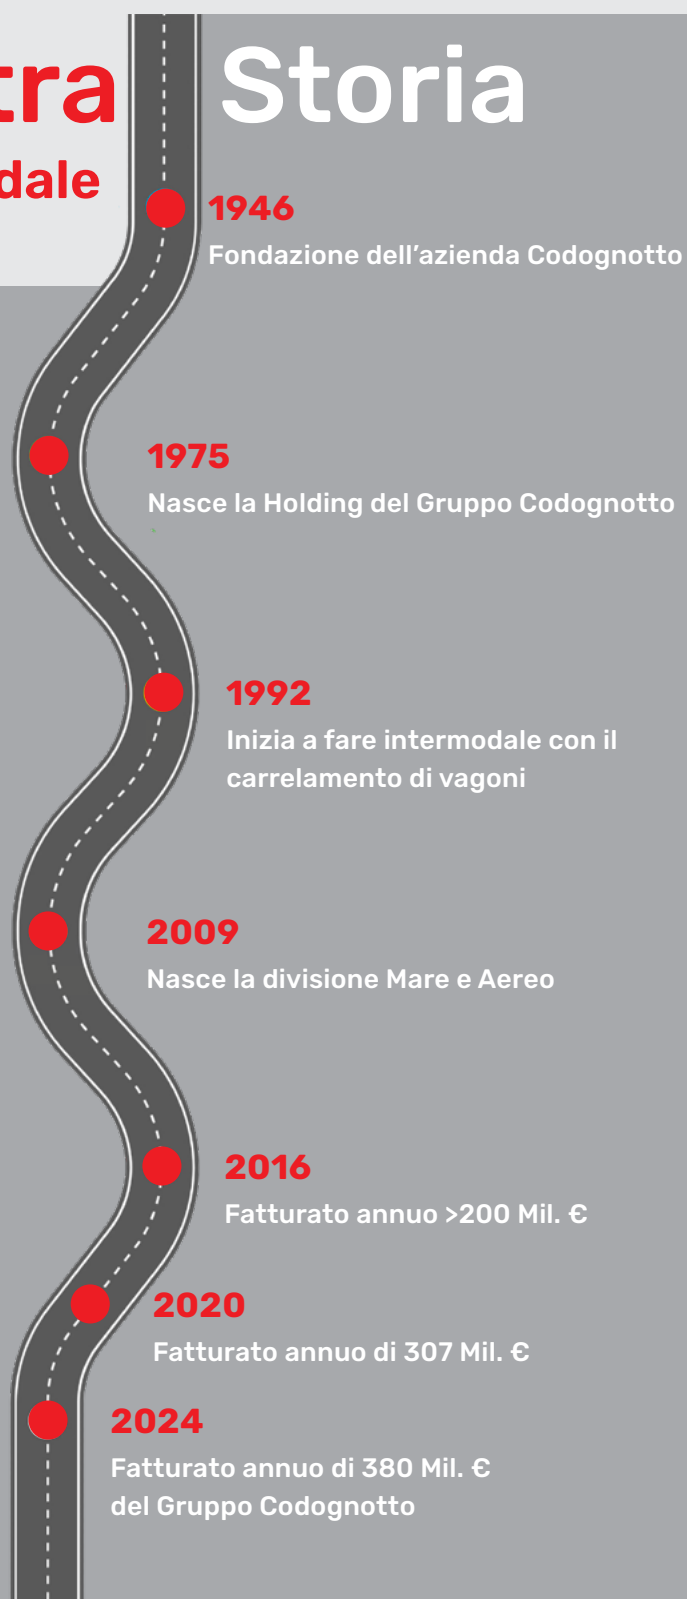 tra Storia
dale
1946
Fondazione dell’azienda Codognotto
1975
Nasce la Holding del Gruppo Codognotto
1992
Inizia a fare intermodale con il
carrelamento di vagoni
2009
Nasce la divisione Mare e Aereo
2016
Fatturato annuo >200 Mil. €
2020
Fatturato annuo di 307 Mil. €
2024
Fatturato annuo di 380 Mil. €
del Gruppo Codognotto